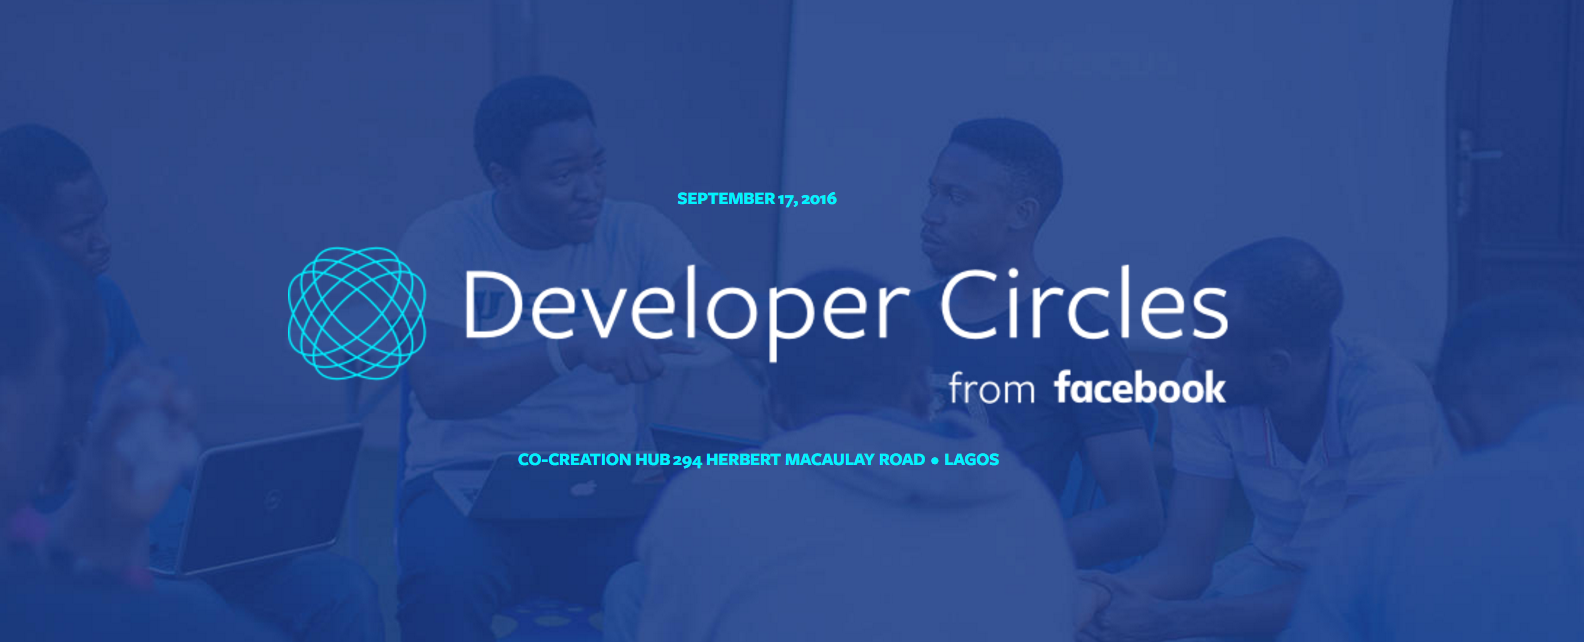 SEPTEMBER 17, 2016
Developer Circles
from facebook
CO-CREATION HUB 294 HERBERT MACAULAY ROAD • LAGOS